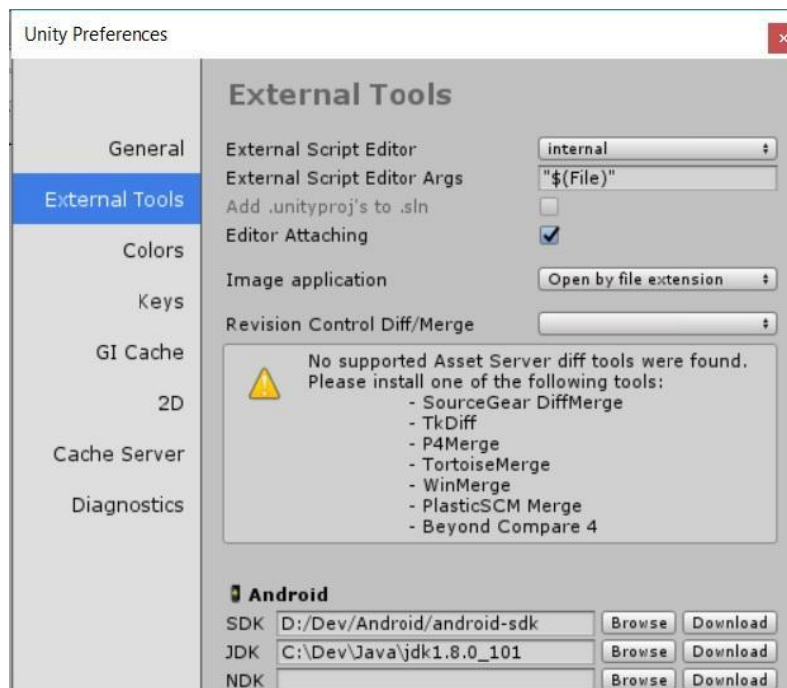 Unity Preferences
External Tools
General
External Script Editor internal
External Script Editor Args "$(File)"
External Tools
Add .unityproj's to .sln
Colors
Editor Attaching
Image application Open by file extension
Keys
Revision Control Diff/Merge
GI Cache
No supported Asset Server diff tools were found.
Please install one of the following tools:
- SourceGear DiffMerge
2D
- TkDiff
- P4Merge
Cache Server
- TortoiseMerge
- WinMerge
Diagnostics
- PlasticSCM Merge
- Beyond Compare 4
Android
SDK D:/Dev/Android/android-sdk Browse Download
JDK C:\Dev\Java\jdk1.8.0_101 Browse Download
NDK Browse Download